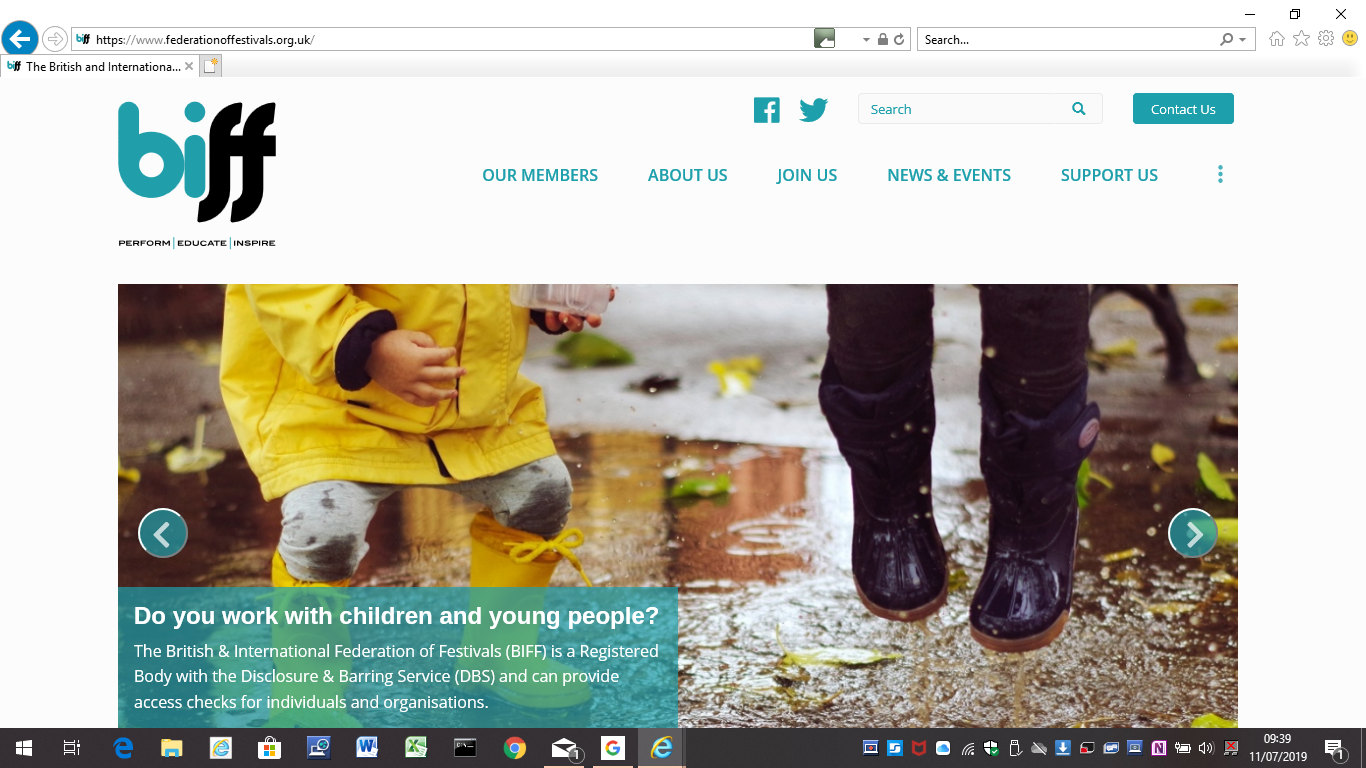 https://www.federationoffestivals.org.uk/
Search...
biff The British and Internationa...
biff
Search
Contact Us
PERFORM | EDUCATE | INSPIRE
OUR MEMBERS ABOUT US JOIN US NEWS & EVENTS SUPPORT US
Do you work with children and young people?
The British & International Federation of Festivals (BIFF) is a Registered
Body with the Disclosure & Barring Service (DBS) and can provide
access checks for individuals and organisations.
09:39
11/07/2019